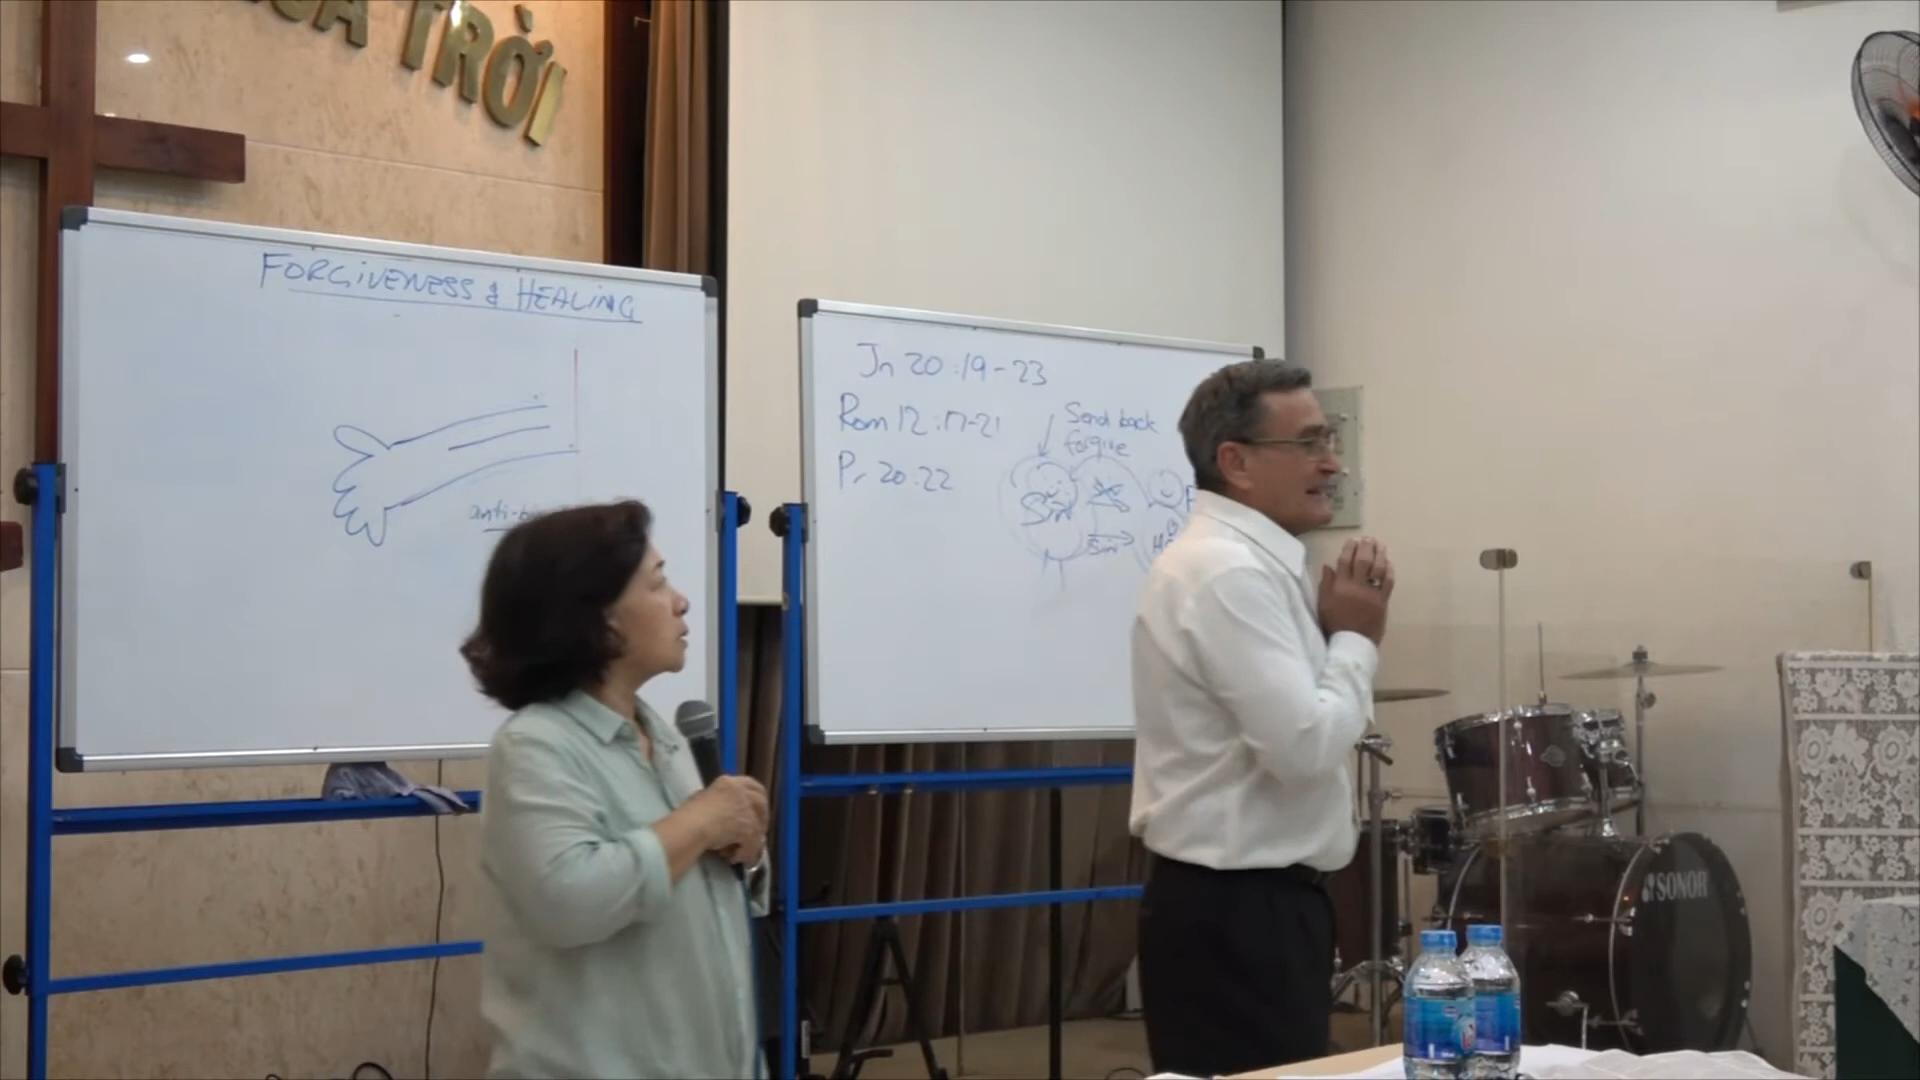 TRỜI
FORGIVENESS & HEALING
Jn 20:19-23
Rom 12:17-21
Pr 20:22
Send back
forgive
Sin
Sin
SONOR